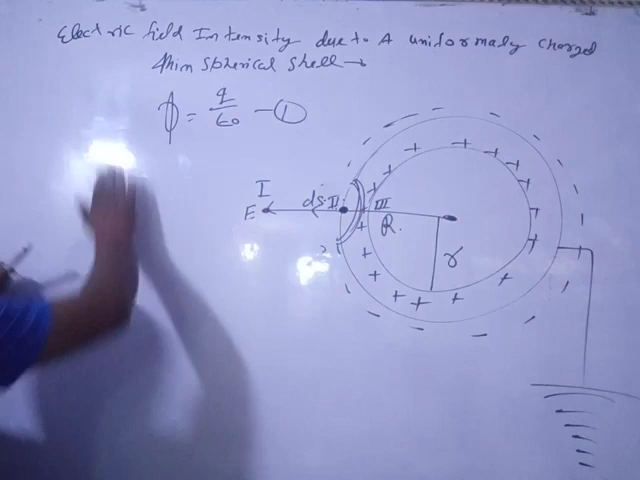 Electric field Intensity due to A uniformaly charged
thin spherical shell →
ϕ = q/ϵ₀ — ①
I
E ds II III
R.
r